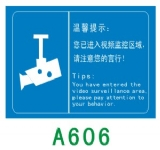 温馨提示：
您已进入视频监控区域，
请注意您的言行！
Tips:
You have entered the
video surveillance area,
please pay attention to
your behavior.
A606